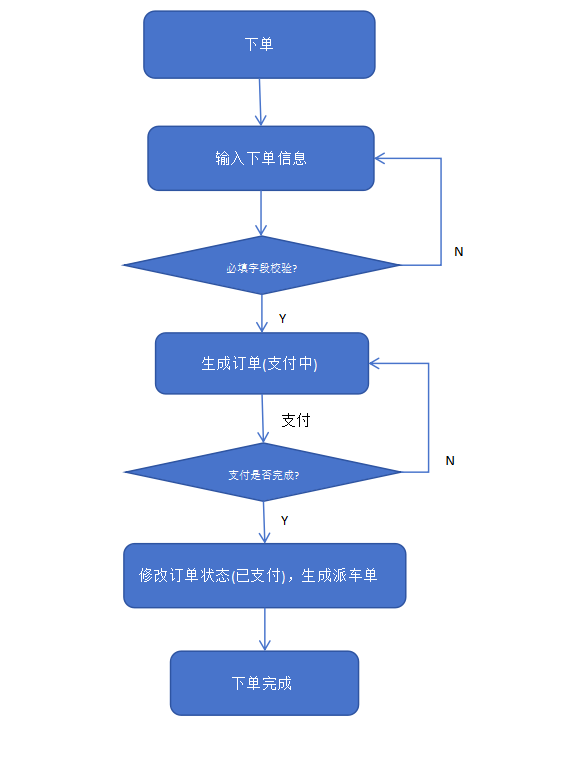 下单
输入下单信息
必填字段校验?
N
Y
生成订单(支付中)
支付
N
支付是否完成?
Y
修改订单状态(已支付)，生成派车单
下单完成